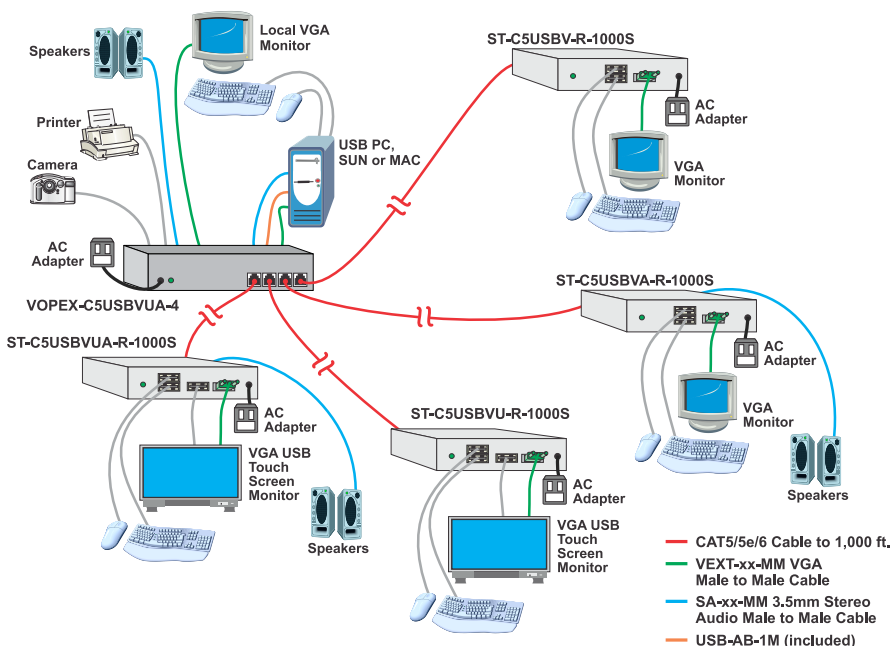 Speakers
Local VGA
Monitor
Printer
Camera
USB PC,
SUN or MAC
AC
Adapter
VOPEX-C5USBVUA-4
ST-C5USBV-R-1000S
AC
Adapter
VGA
Monitor
ST-C5USBVA-R-1000S
AC
Adapter
VGA
Monitor
Speakers
ST-C5USBVUA-R-1000S
AC
Adapter
VGA USB
Touch
Screen
Monitor
Speakers
ST-C5USBVU-R-1000S
AC
Adapter
VGA USB
Touch
Screen
Monitor
CAT5/5e/6 Cable to 1,000 ft.
VEXT-xx-MM VGA
Male to Male Cable
SA-xx-MM 3.5mm Stereo
Audio Male to Male Cable
USB-AB-1M (included)